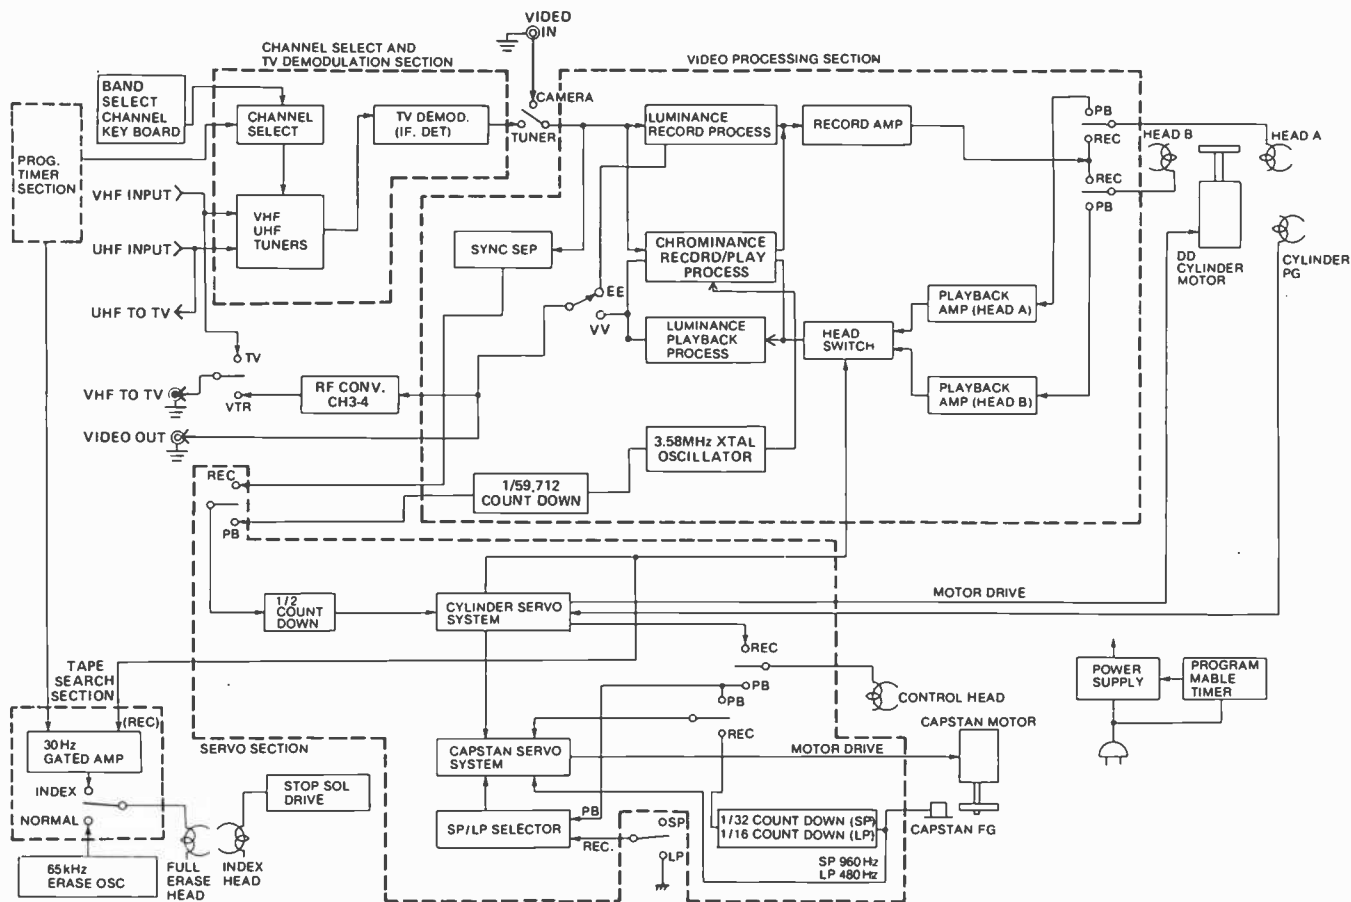 VIDEO
IN
CHANNEL SELECT AND
TV DEMODULATION SECTION
VIDEO PROCESSING SECTION
BAND
SELECT
CHANNEL
KEY BOARD
CHANNEL
SELECT
TV DEMOD.
(IF. DET)
CAMERA
TUNER
LUMINANCE
RECORD PROCESS
RECORD AMP
PB
REC
HEAD B
HEAD A
REC
PB
PROG.
TIMER
SECTION
VHF INPUT
VHF
UHF
TUNERS
UHF INPUT
UHF TO TV
SYNC SEP
CHROMINANCE
RECORD/PLAY
PROCESS
DD
CYLINDER
MOTOR
CYLINDER
PG
EE
VV
PLAYBACK
AMP (HEAD A)
LUMINANCE
PLAYBACK
PROCESS
HEAD
SWITCH
TV
VHF TO TV
VTR
RF CONV.
CH3-4
PLAYBACK
AMP (HEAD B)
VIDEO OUT
3.58MHz XTAL
OSCILLATOR
REC
1/59,712
COUNT DOWN
PB
1/2
COUNT
DOWN
CYLINDER SERVO
SYSTEM
MOTOR DRIVE
REC
PB
PB
REC
CONTROL HEAD
POWER
SUPPLY
PROGRAM
MABLE
TIMER
TAPE
SEARCH
SECTION
(REC)
30Hz
GATED AMP
SERVO SECTION
CAPSTAN SERVO
SYSTEM
MOTOR DRIVE
CAPSTAN MOTOR
INDEX
NORMAL
STOP SOL
DRIVE
SP/LP SELECTOR
PB
REC.
SP
LP
1/32 COUNT DOWN (SP)
1/16 COUNT DOWN (LP)
CAPSTAN FG
SP 960Hz
LP 480Hz
65kHz
ERASE OSC
FULL
ERASE
HEAD
INDEX
HEAD